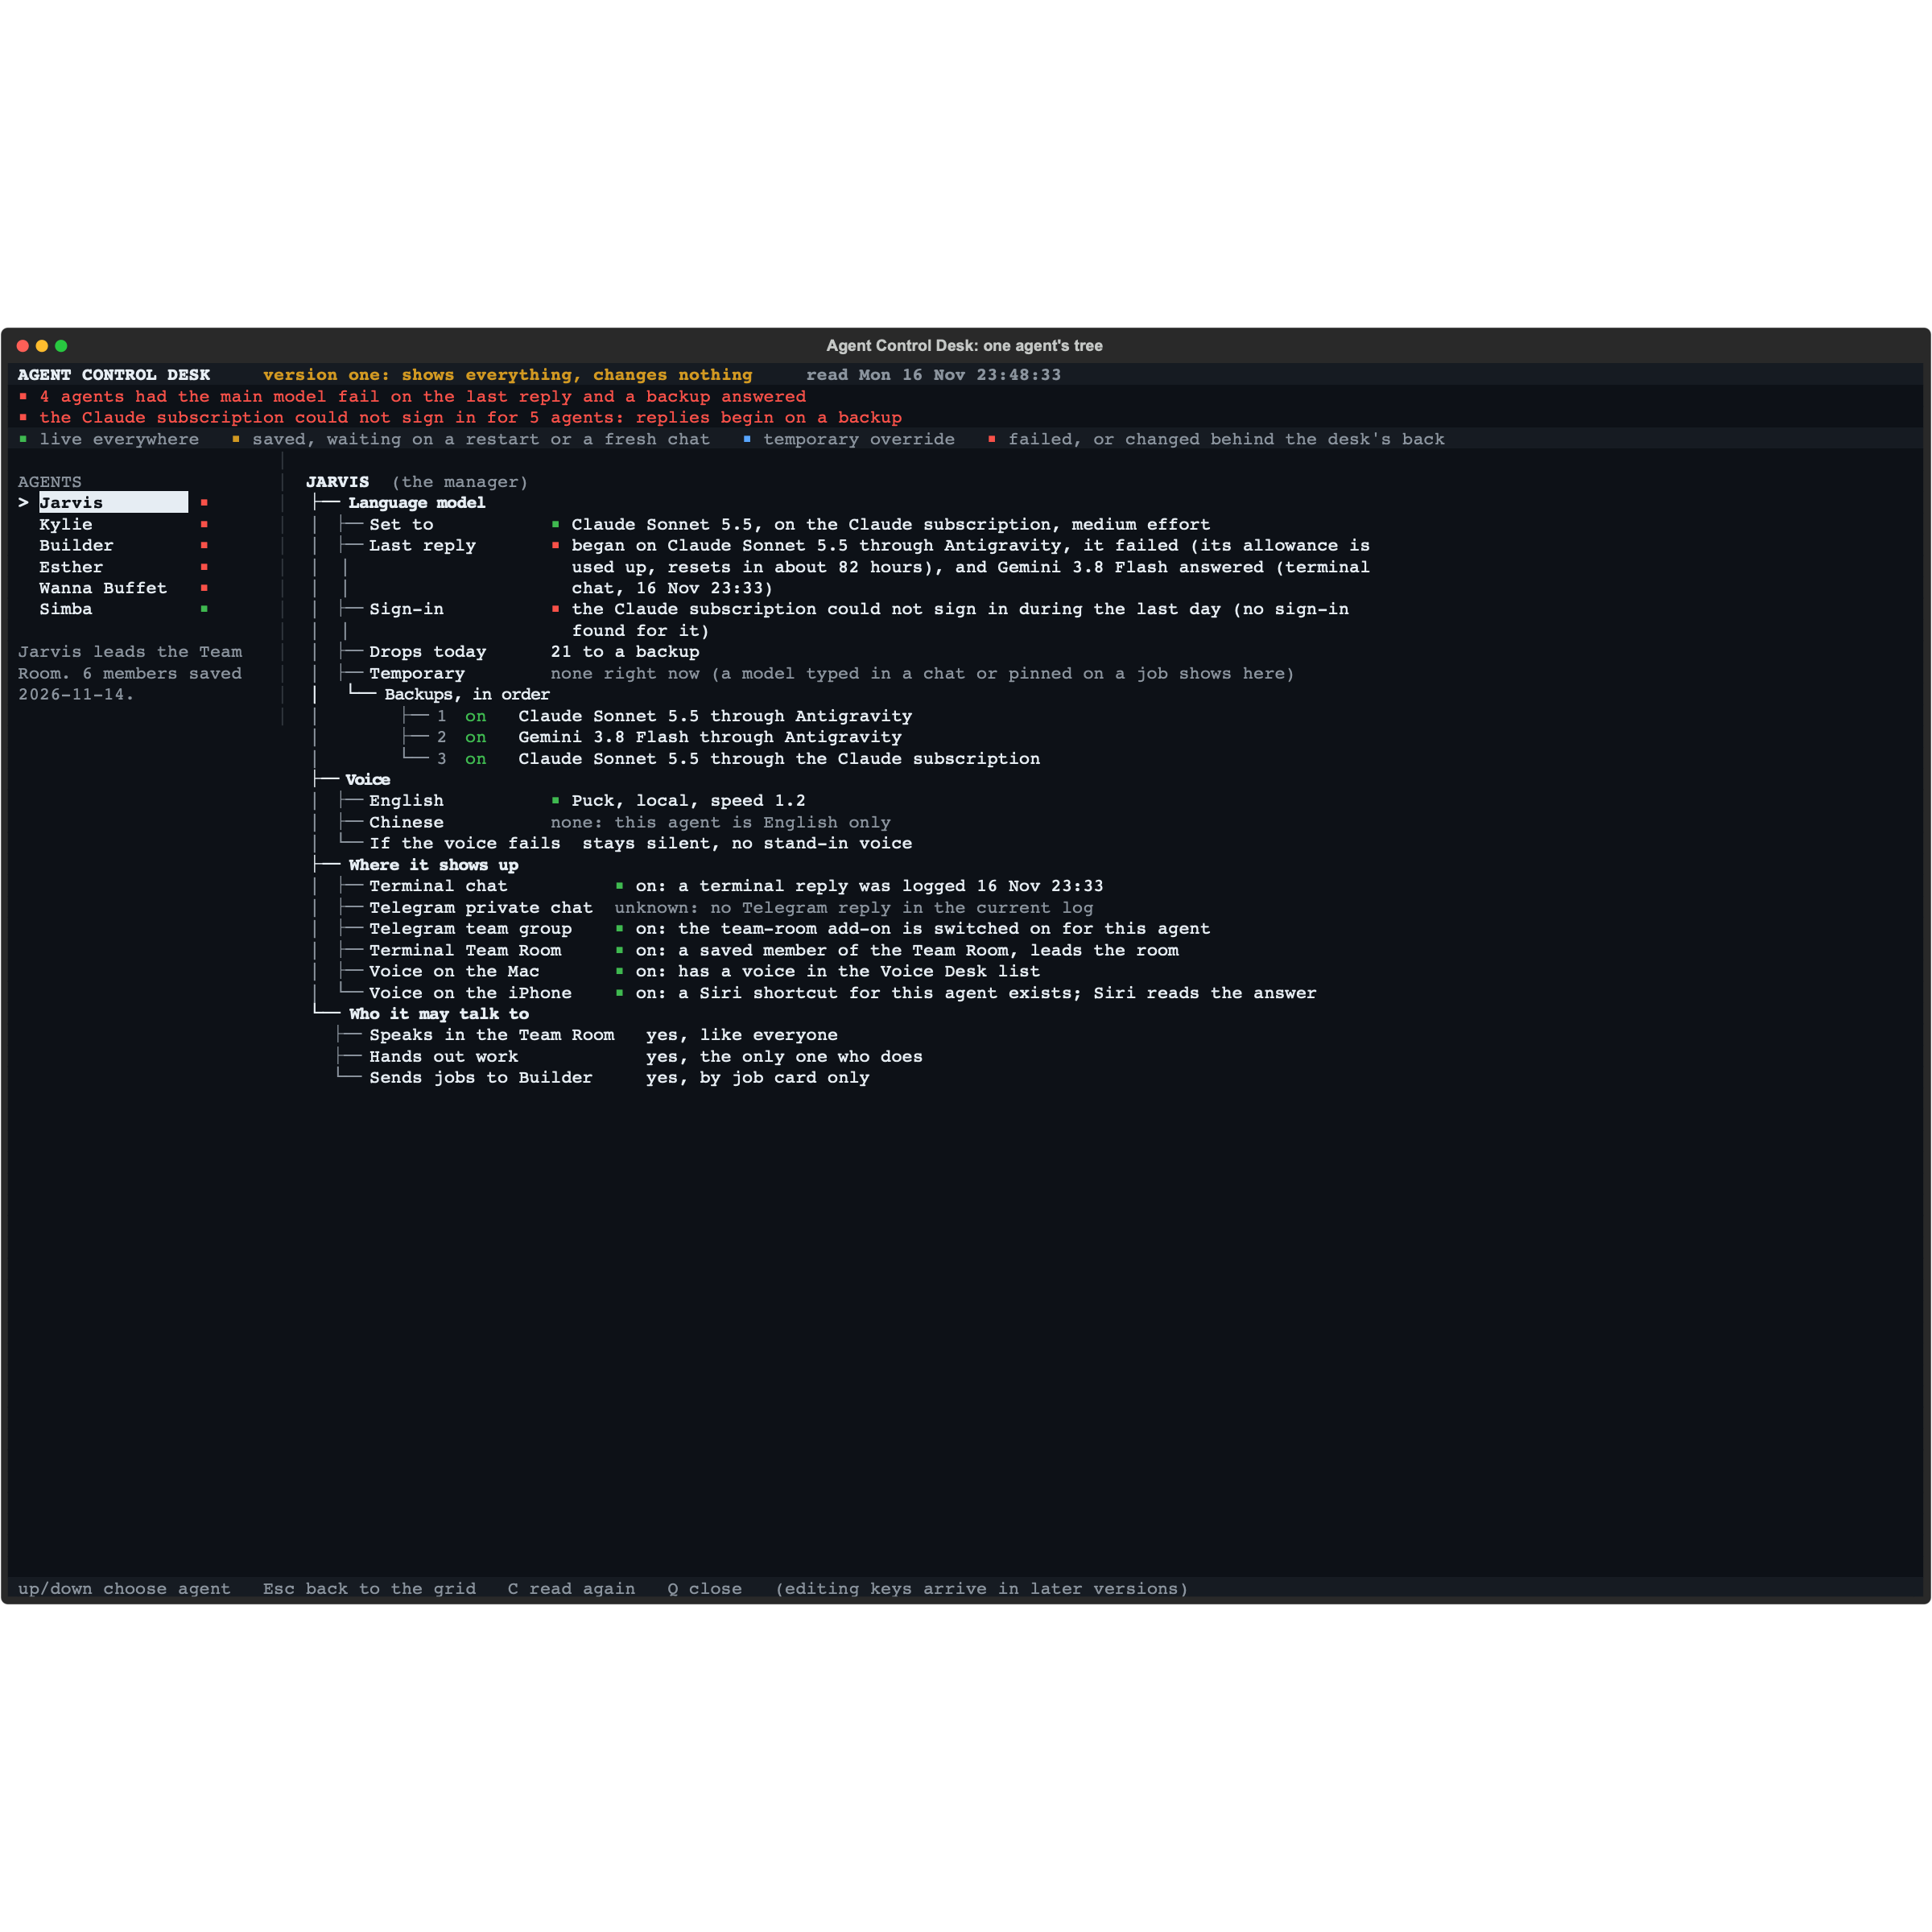 Agent Control Desk: one agent's tree
AGENT CONTROL DESK version one: shows everything, changes nothing read Mon 16 Nov 23:48:33
4 agents had the main model fail on the last reply and a backup answered
the Claude subscription could not sign in for 5 agents: replies begin on a backup
live everywhere saved, waiting on a restart or a fresh chat temporary override failed, or changed behind the desk's back
AGENTS
> Jarvis
Kylie
Builder
Esther
Wanna Buffet
Simba
Jarvis leads the Team
Room. 6 members saved
2026-11-14.
JARVIS (the manager)
Language model
Set to Claude Sonnet 5.5, on the Claude subscription, medium effort
Last reply began on Claude Sonnet 5.5 through Antigravity, it failed (its allowance is
used up, resets in about 82 hours), and Gemini 3.8 Flash answered (terminal
chat, 16 Nov 23:33)
Sign-in the Claude subscription could not sign in during the last day (no sign-in
found for it)
Drops today 21 to a backup
Temporary none right now (a model typed in a chat or pinned on a job shows here)
Backups, in order
1 on Claude Sonnet 5.5 through Antigravity
2 on Gemini 3.8 Flash through Antigravity
3 on Claude Sonnet 5.5 through the Claude subscription
Voice
English Puck, local, speed 1.2
Chinese none: this agent is English only
If the voice fails stays silent, no stand-in voice
Where it shows up
Terminal chat on: a terminal reply was logged 16 Nov 23:33
Telegram private chat unknown: no Telegram reply in the current log
Telegram team group on: the team-room add-on is switched on for this agent
Terminal Team Room on: a saved member of the Team Room, leads the room
Voice on the Mac on: has a voice in the Voice Desk list
Voice on the iPhone on: a Siri shortcut for this agent exists; Siri reads the answer
Who it may talk to
Speaks in the Team Room yes, like everyone
Hands out work yes, the only one who does
Sends jobs to Builder yes, by job card only
up/down choose agent Esc back to the grid C read again Q close (editing keys arrive in later versions)